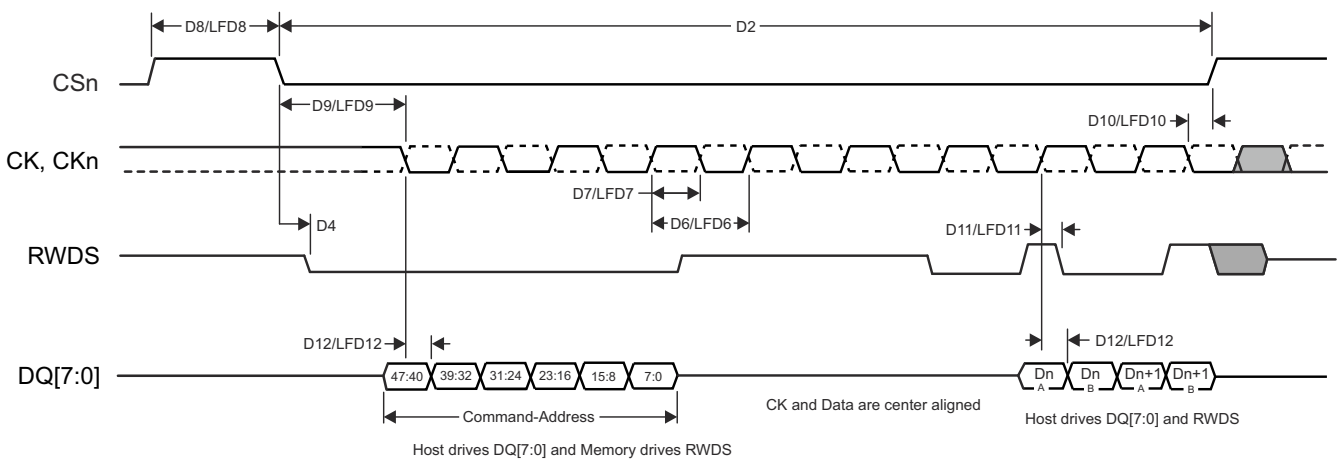 D8/LFD8
D2
CSn
D9/LFD9
D10/LFD10
CK, CKn
D7/LFD7
D6/LFD6
D4
D11/LFD11
RWDS
D12/LFD12
D12/LFD12
DQ[7:0]
47:40 39:32 31:24 23:16 15:8 7:0
Dn Dn Dn+1 Dn+1
A B A B
Command-Address
CK and Data are center aligned
Host drives DQ[7:0] and RWDS
Host drives DQ[7:0] and Memory drives RWDS